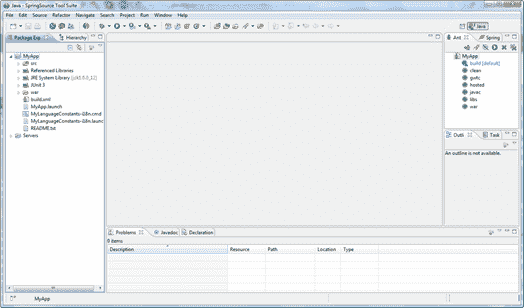 Java - SpringSource Tool Suite
File Edit Source Refactor Navigate Search Project Run Window Help
Java
Package Exp Hierarchy
MyApp
src
Referenced Libraries
JRE System Library [jdk1.5.0_12]
JUnit 3
war
build.xml
MyApp.launch
MyLanguageConstants-i18n.cmd
MyLanguageConstants-i18n.launc
README.txt
Servers
Ant Spring
MyApp
build [default]
clean
gwtc
hosted
javac
libs
war
Outli Task
An outline is not available.
Problems Javadoc Declaration
0 items
Description Resource Path Location Type
MyApp